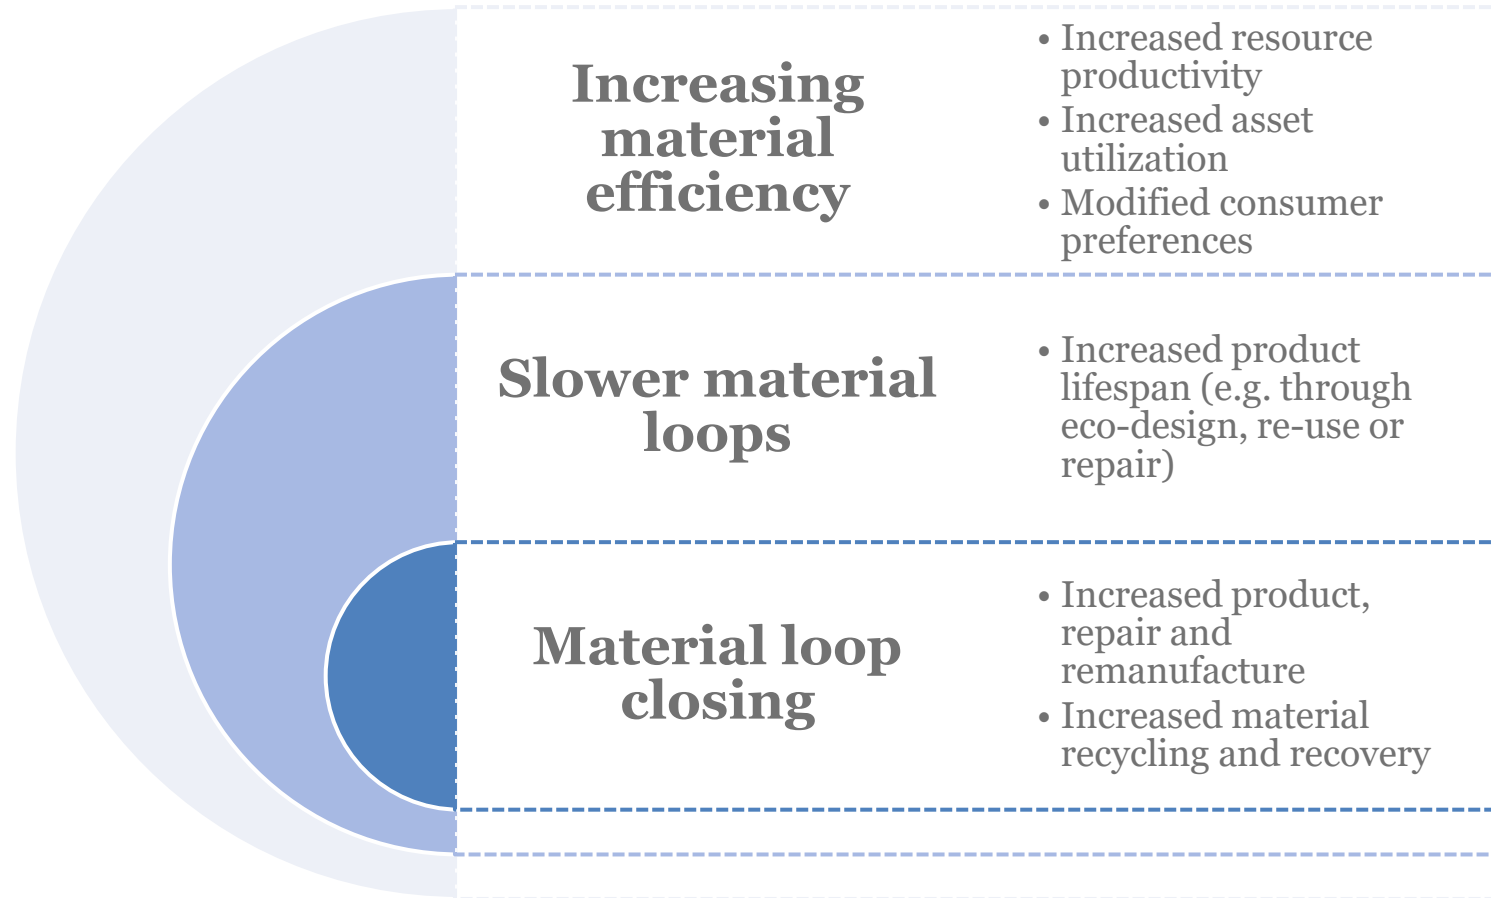 Increasing
material
efficiency
• Increased resource
productivity
• Increased asset
utilization
• Modified consumer
preferences
Slower material
loops
• Increased product
lifespan (e.g. through
eco-design, re-use or
repair)
Material loop
closing
• Increased product,
repair and
remanufacture
• Increased material
recycling and recovery